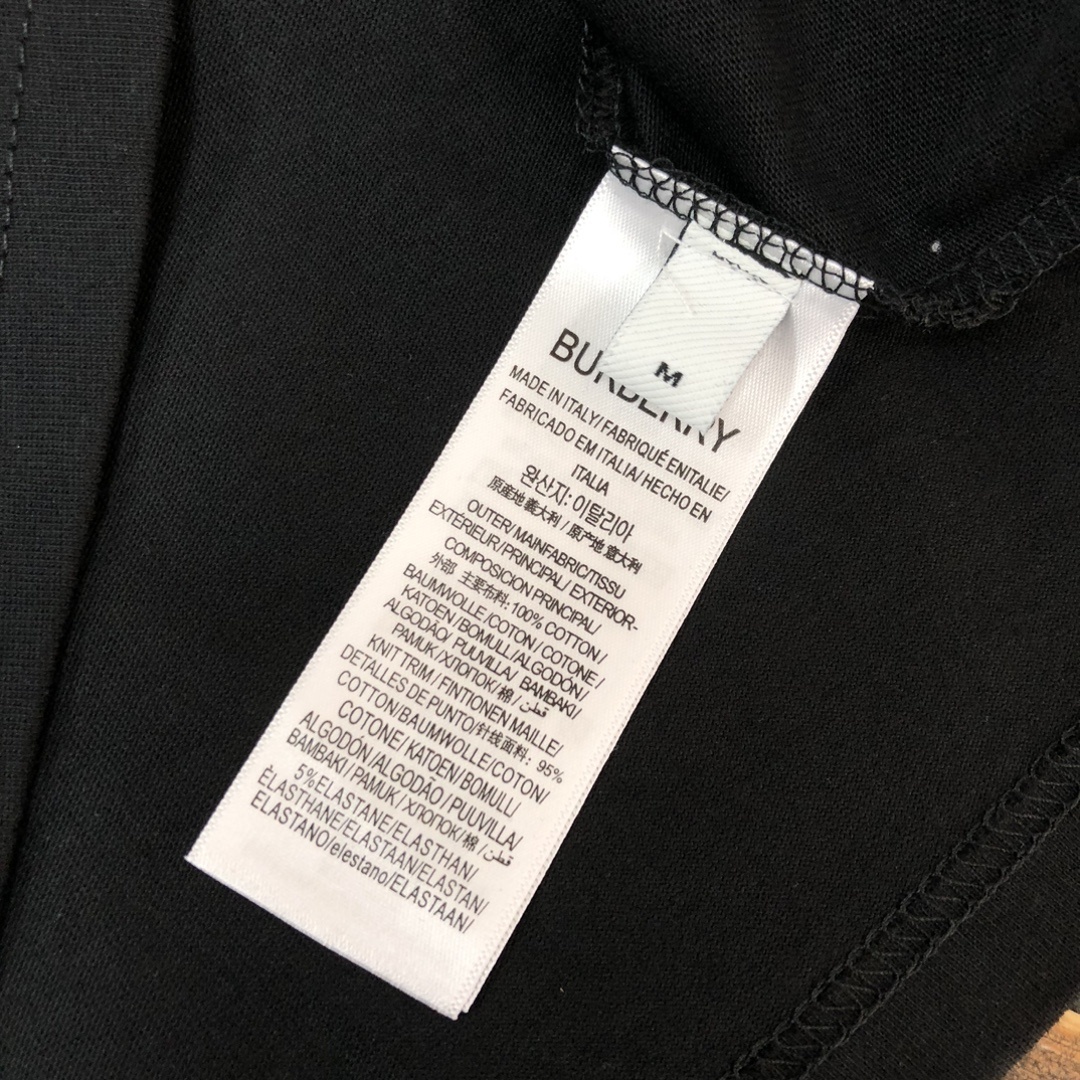 M
BURBERRY
MADE IN ITALY/FABRIQUÉ ENITALIE/
FABRICADO EM ITALIA/ HECHO EN
ITALIA
완산지: 이탈리아
原産地 義大利 / 原产地 意大利
OUTER/ MAINFABRIC/TISSU
EXTÉRIEUR/PRINCIPAL/ EXTERIOR-
COMPOSICION PRINCIPAL/
外部 主要布料: 100% COTTON/
BAUMWOLLE/COTON/COTONE/
KATOEN/BOMULL/ALGODÓN/
ALGODÃO/ PUUVILLA/ BAMBAKI/
PAMUK/ХЛОПОК/棉/قطن
KNIT TRIM/FINTIONEN MAILLE/
DETALLES DE PUNTO/针线面料: 95%
COTTON/BAUMWOLLE/COTON/
COTONE/ KATOEN/BOMULL/
ALGODÓN/ALGODÃO/PUUVILLA/
BAMBAKI/PAMUK/ХЛОПОК/棉/قطن
5%ELASTANE/ELASTHAN/
ÉLASTHANE/ELASTAAN/ELASTAN/
ELASTANO/elestano/ELASTAAN/